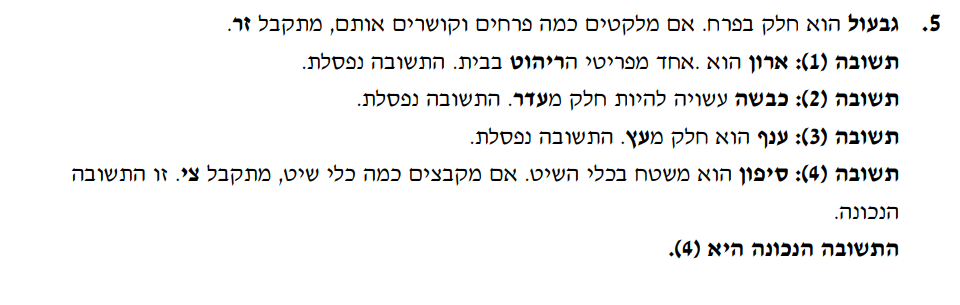 5. גבעול הוא חלק בפרח. אם מלקטים כמה פרחים וקושרים אותם, מתקבל זר.
תשובה (1): ארון הוא .אחד מפריטי הריהוט בבית. התשובה נפסלת.
תשובה (2): כבשה עשויה להיות חלק מעדר. התשובה נפסלת.
תשובה (3): ענף הוא חלק מעץ. התשובה נפסלת.
תשובה (4): סיפון הוא משטח בכלי השיט. אם מקבצים כמה כלי שיט, מתקבל צי. זו התשובה
הנכונה.
התשובה הנכונה היא (4).